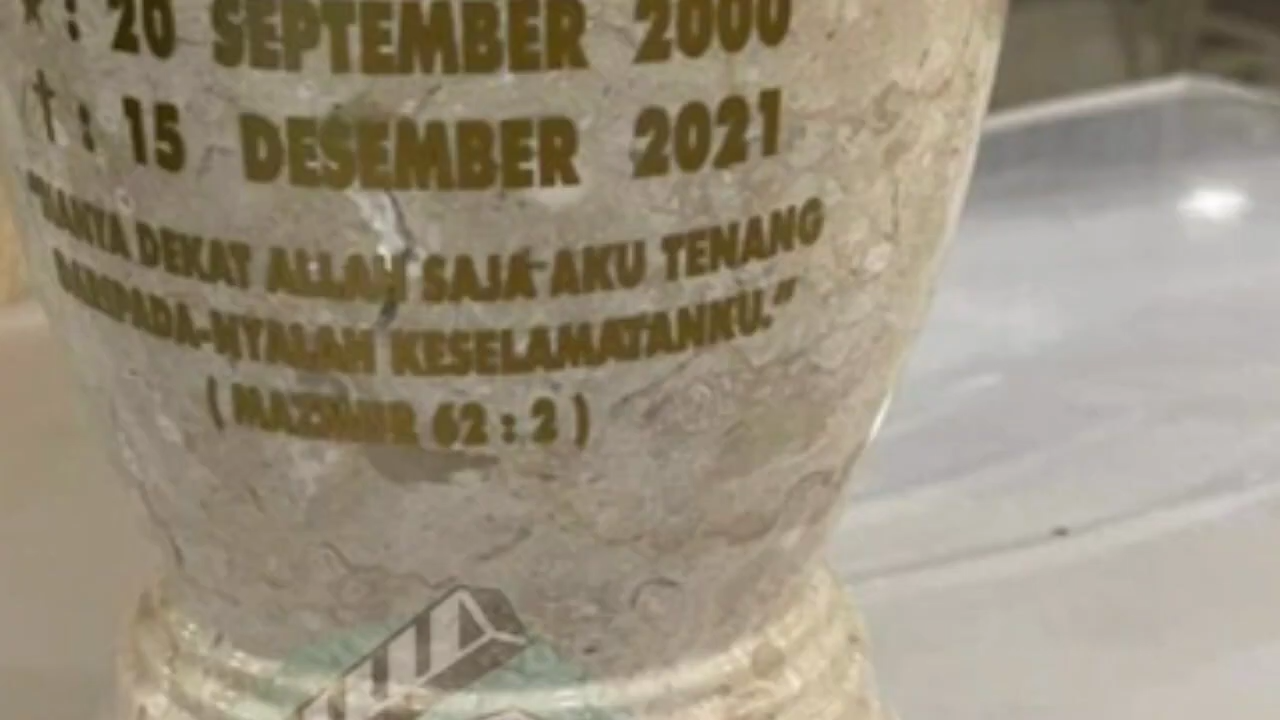 * : 20 SEPTEMBER 2000
† : 15 DESEMBER 2021
"HANYA DEKAT ALLAH SAJA AKU TENANG
DARIPADA-NYALAH KESELAMATANKU."
( MAZMUR 62 : 2 )